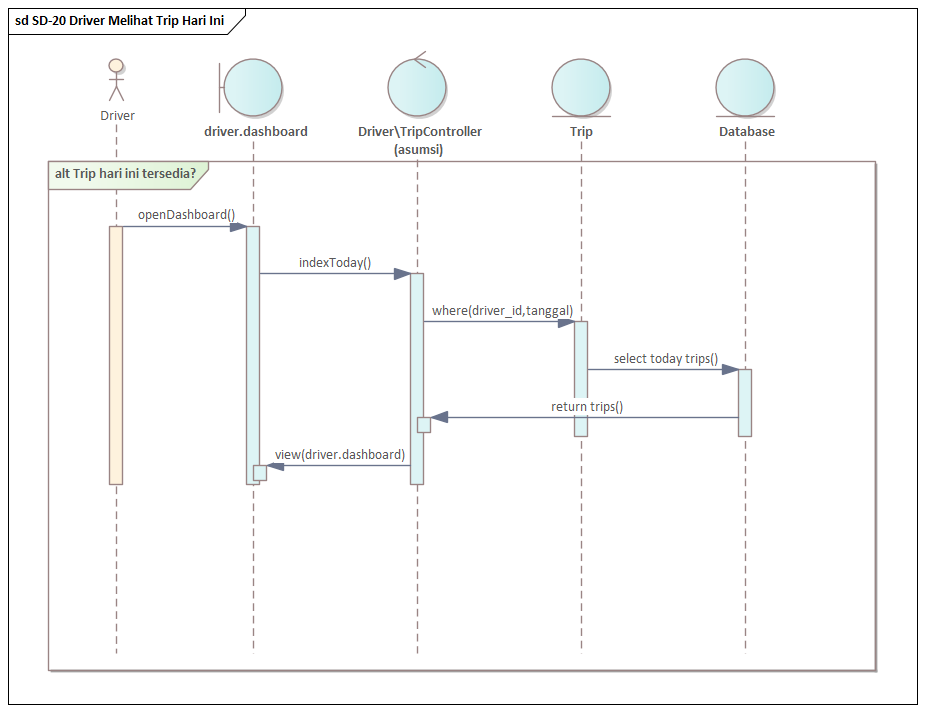 sd SD-20 Driver Melihat Trip Hari Ini
Driver
driver.dashboard
Driver\TripController
(asumsi)
Trip
Database
alt Trip hari ini tersedia?
openDashboard()
indexToday()
where(driver_id,tanggal)
select today trips()
return trips()
view(driver.dashboard)